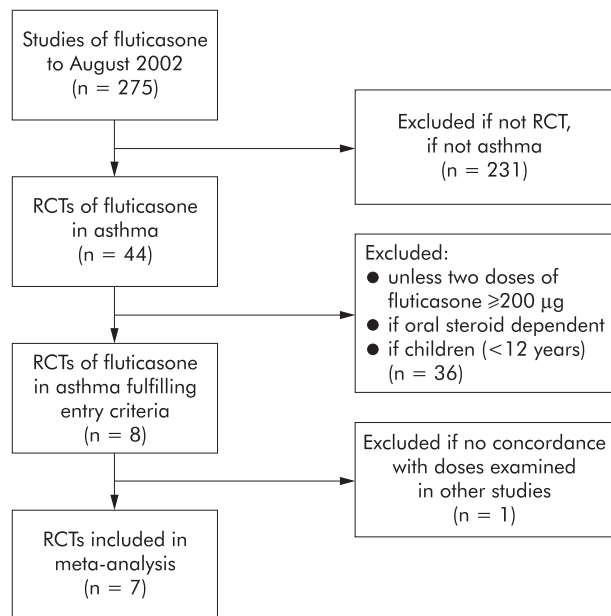 Studies of fluticasone
to August 2002
(n = 275)
Excluded if not RCT,
if not asthma
(n = 231)
RCTs of fluticasone
in asthma
(n = 44)
Excluded:
● unless two doses of
fluticasone ⩾200 µg
● if oral steroid dependent
● if children (<12 years)
(n = 36)
RCTs of fluticasone
in asthma fulfilling
entry criteria
(n = 8)
Excluded if no concordance
with doses examined
in other studies
(n = 1)
RCTs included in
meta-analysis
(n = 7)